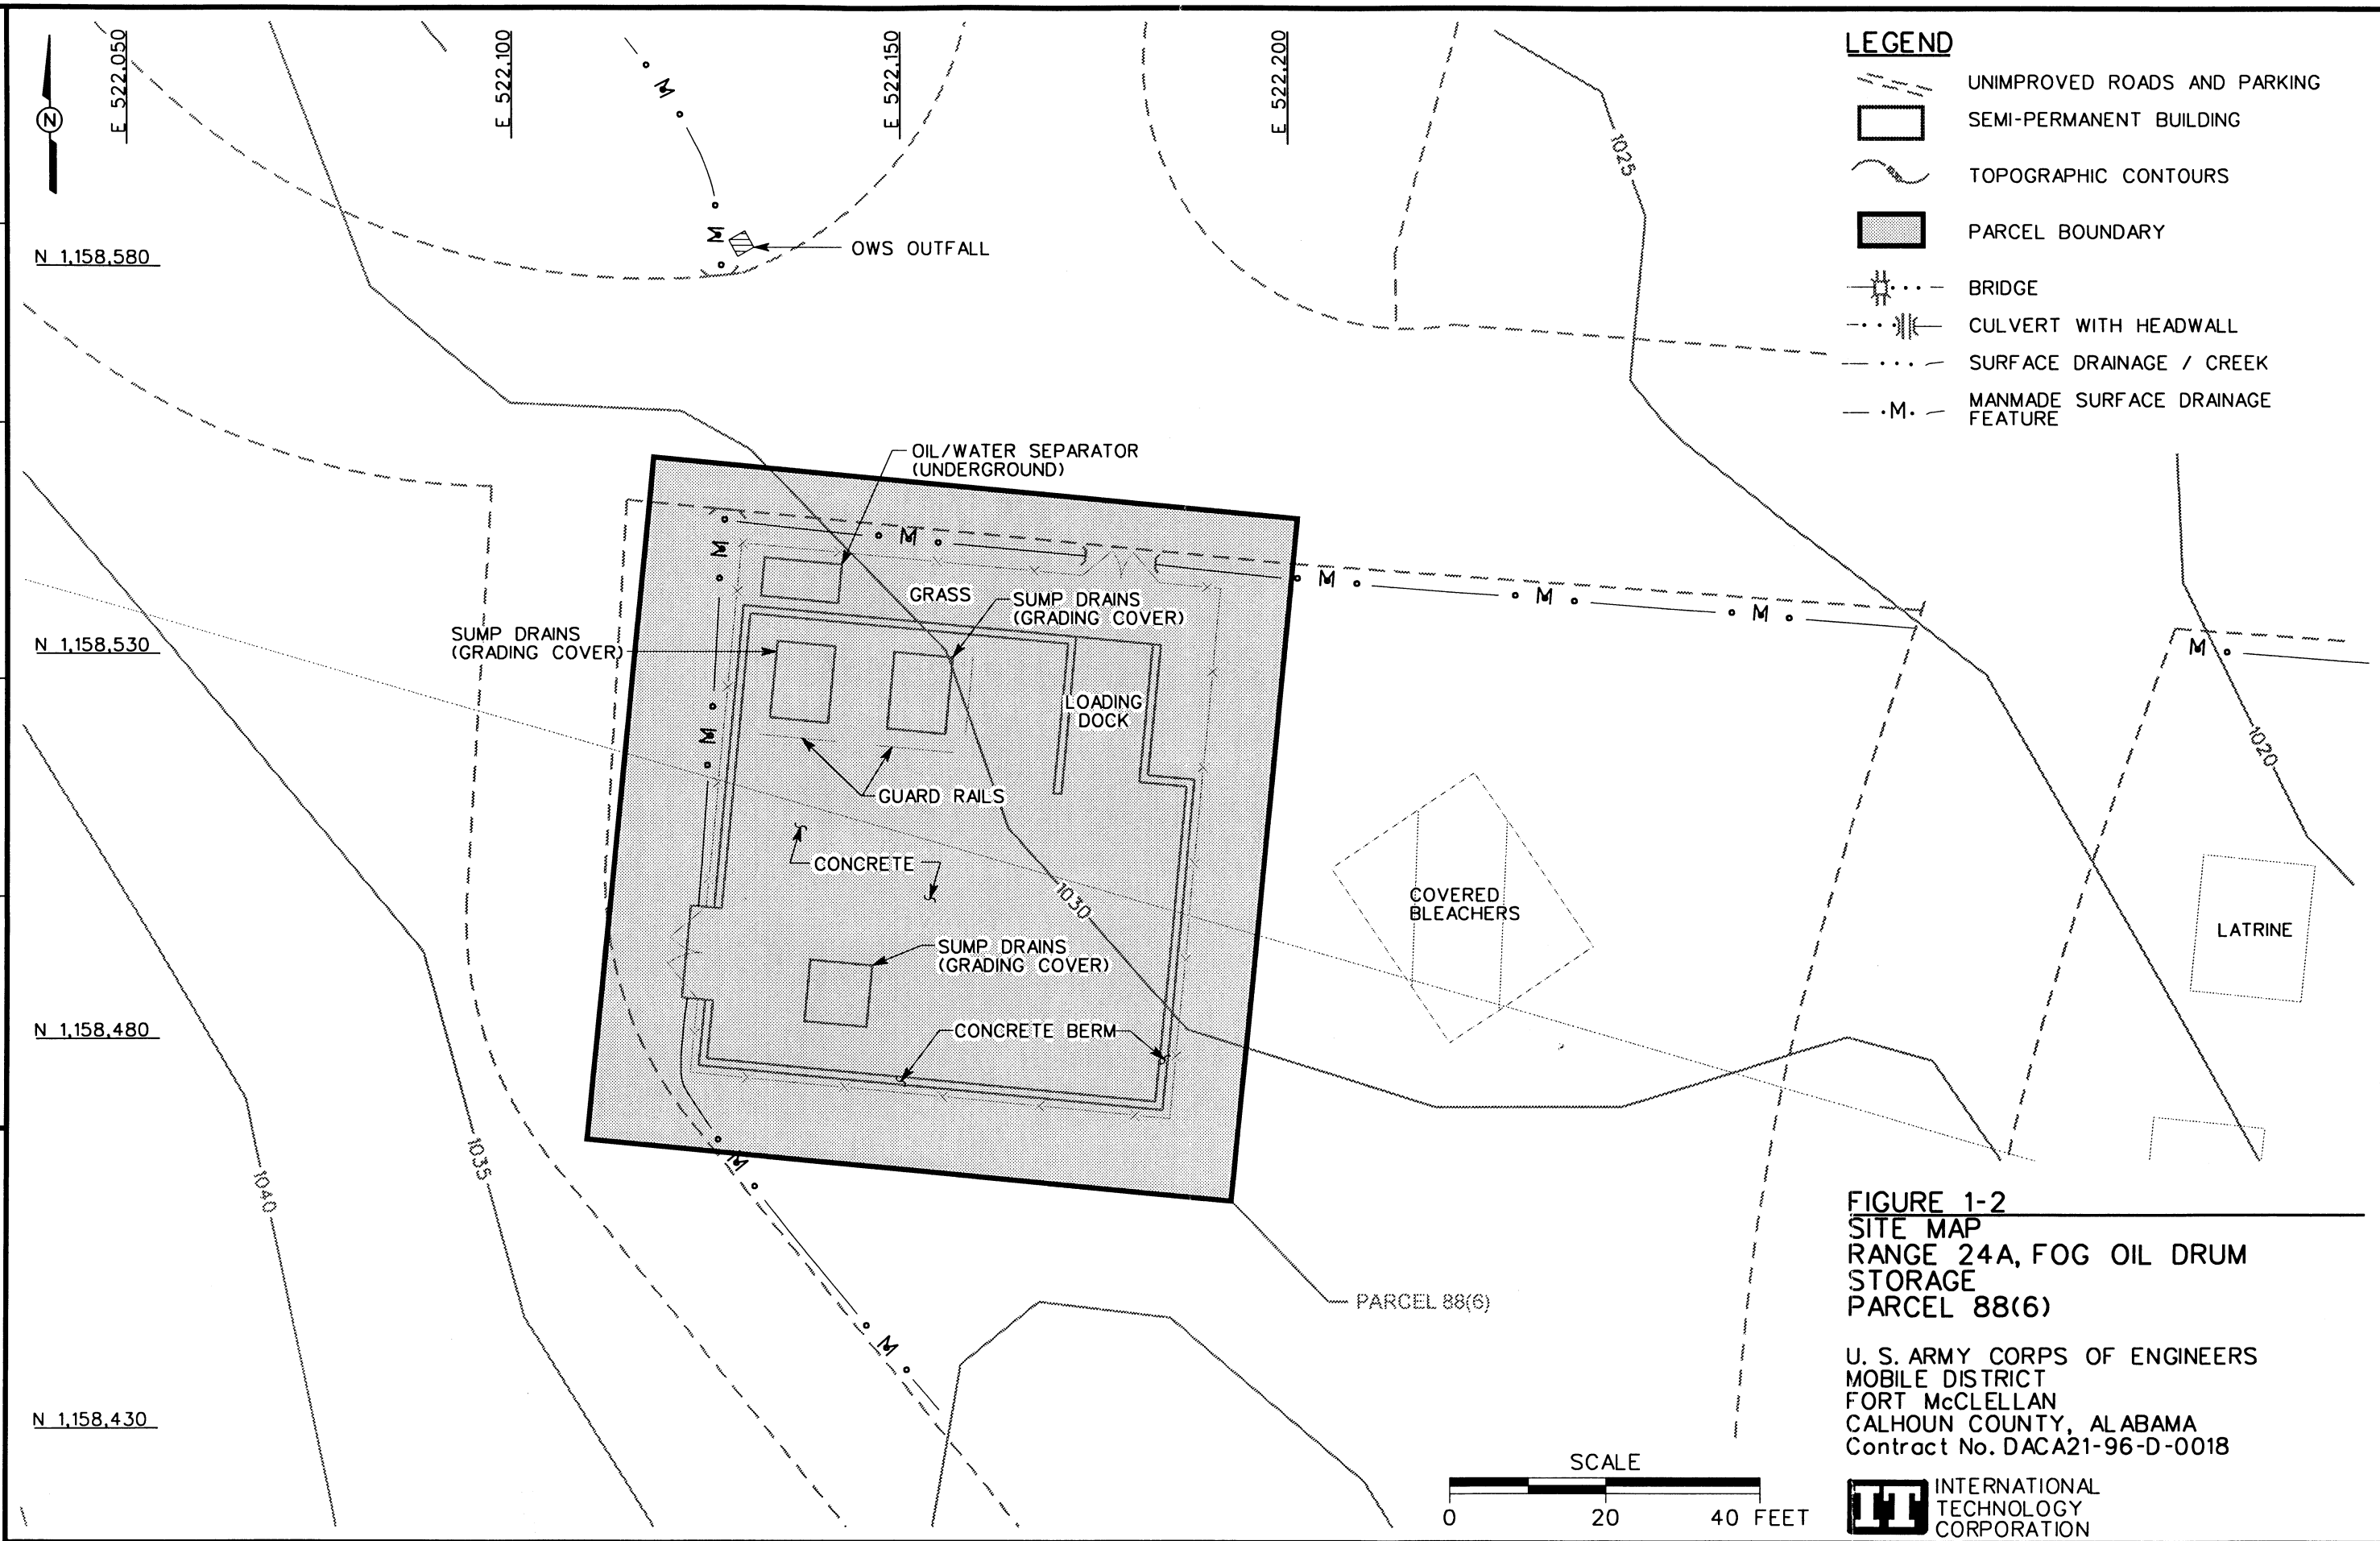 E 522,050
E 522,100
E 522,150
E 522,200
N
N 1,158,580
N 1,158,530
N 1,158,480
N 1,158,430
LEGEND
UNIMPROVED ROADS AND PARKING
SEMI-PERMANENT BUILDING
TOPOGRAPHIC CONTOURS
PARCEL BOUNDARY
BRIDGE
CULVERT WITH HEADWALL
SURFACE DRAINAGE / CREEK
M
MANMADE SURFACE DRAINAGE
FEATURE
M
M
OWS OUTFALL
1025
OIL/WATER SEPARATOR
(UNDERGROUND)
M
M
M
M
M
M
GRASS
SUMP DRAINS
(GRADING COVER)
SUMP DRAINS
(GRADING COVER)
M
LOADING
DOCK
M
1020
GUARD RAILS
CONCRETE
1030
COVERED
BLEACHERS
LATRINE
SUMP DRAINS
(GRADING COVER)
CONCRETE BERM
M
1035
1040
PARCEL 88(6)
M
FIGURE 1-2
SITE MAP
RANGE 24A, FOG OIL DRUM
STORAGE
PARCEL 88(6)
U. S. ARMY CORPS OF ENGINEERS
MOBILE DISTRICT
FORT McCLELLAN
CALHOUN COUNTY, ALABAMA
Contract No. DACA21-96-D-0018
SCALE
0 20 40 FEET
IT
INTERNATIONAL
TECHNOLOGY
CORPORATION